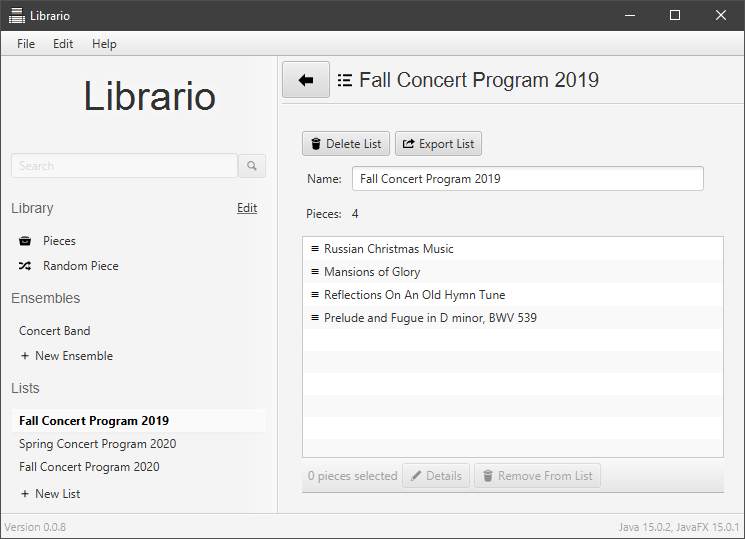 Librario
File Edit Help
Librario
Search
Library Edit
Pieces
Random Piece
Ensembles
Concert Band
+ New Ensemble
Lists
Fall Concert Program 2019
Spring Concert Program 2020
Fall Concert Program 2020
+ New List
Fall Concert Program 2019
Delete List Export List
Name: Fall Concert Program 2019
Pieces: 4
Russian Christmas Music
Mansions of Glory
Reflections On An Old Hymn Tune
Prelude and Fugue in D minor, BWV 539
0 pieces selected Details Remove From List
Version 0.0.8 Java 15.0.2, JavaFX 15.0.1